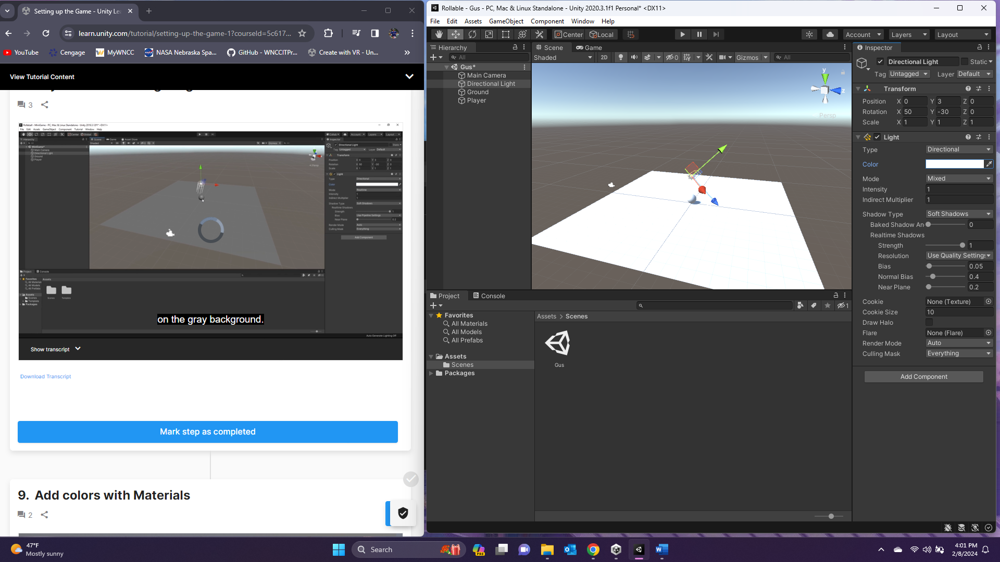 Setting up the Game - Unity Le
learn.unity.com/tutorial/setting-up-the-game-1?courseId=5c617...
YouTube
Cengage
MyWNCC
NASA Nebraska Spa...
GitHub - WNCCITPr...
Create with VR - Un...
View Tutorial Content
3
on the gray background.
Show transcript
Download Transcript
Mark step as completed
9. Add colors with Materials
2
Rollable - Gus - PC, Mac & Linux Standalone - Unity 2020.3.1f1 Personal* <DX11>
File Edit Assets GameObject Component Window Help
Center Local
Account Layers Layout
Hierarchy
All
Gus*
Main Camera
Directional Light
Ground
Player
Scene Game
Shaded 2D 0 Gizmos All
y
z
Persp
Inspector
Directional Light Static
Tag Untagged Layer Default
Transform
Position X 0 Y 3 Z 0
Rotation X 50 Y -30 Z 0
Scale X 1 Y 1 Z 1
Light
Type Directional
Color
Mode Mixed
Intensity 1
Indirect Multiplier 1
Shadow Type Soft Shadows
Baked Shadow An 0
Realtime Shadows
Strength 1
Resolution Use Quality Settings
Bias 0.05
Normal Bias 0.4
Near Plane 0.2
Cookie None (Texture)
Cookie Size 10
Draw Halo
Flare None (Flare)
Render Mode Auto
Culling Mask Everything
Add Component
Project Console
1
Favorites
All Materials
All Models
All Prefabs
Assets
Scenes
Packages
Assets > Scenes
Gus
47°F
Mostly sunny
Search
PRE
4:01 PM
2/8/2024